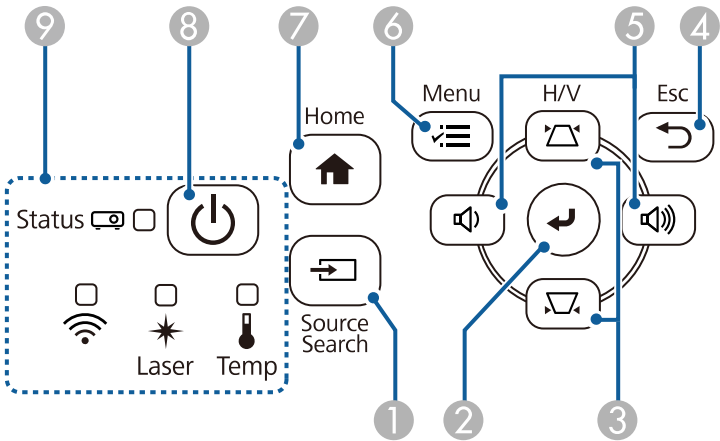 9 8 7 6 5 4
Menu H/V Esc
Home
Status
Source
Search
Laser Temp
1 2 3